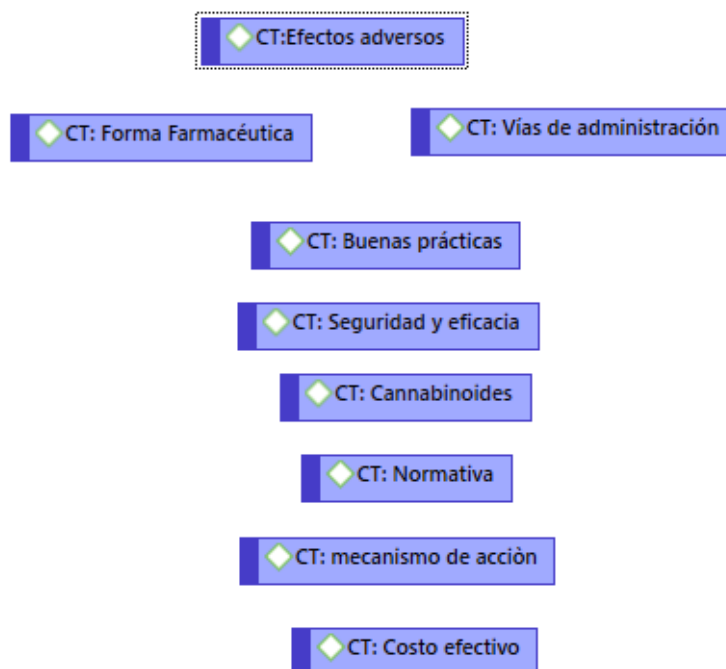 CT:Efectos adversos
CT: Forma Farmacéutica
CT: Vías de administración
CT: Buenas prácticas
CT: Seguridad y eficacia
CT: Cannabinoides
CT: Normativa
CT: mecanismo de acciòn
CT: Costo efectivo